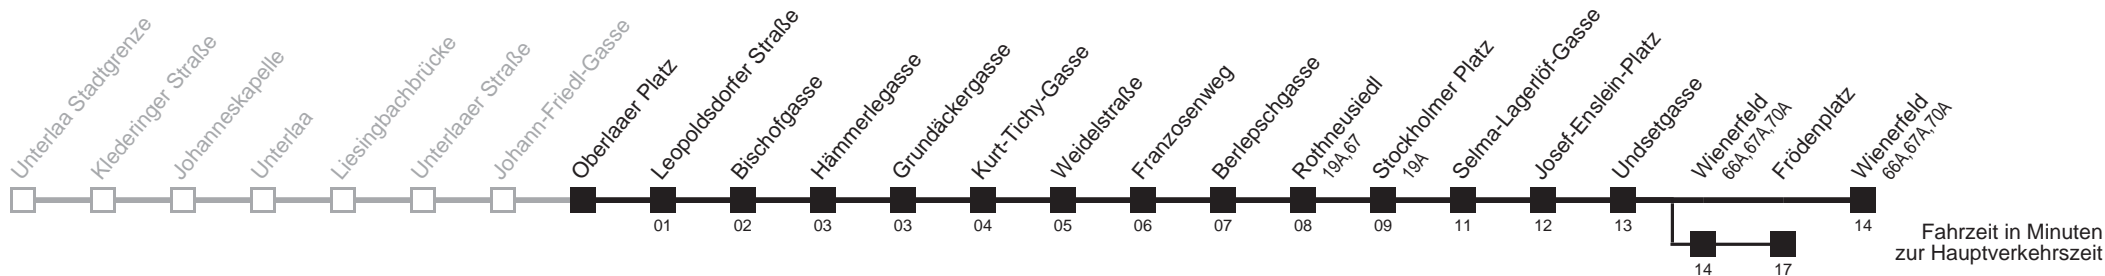 Unterlaa Stadtgrenze
Klederinger Straße
Johanneskapelle
Unterlaa
Liesingbachbrücke
Unterlaaer Straße
Johann-Friedl-Gasse
Oberlaaer Platz
Leopoldsdorfer Straße
Bischofgasse
Hämmerlegasse
Grundäckergasse
Kurt-Tichy-Gasse
Weidelstraße
Franzosenweg
Berlepschgasse
Rothneusiedl
19A,67
Stockholmer Platz
19A
Selma-Lagerlöf-Gasse
Josef-Enslein-Platz
Undsetgasse
Wienerfeld
66A,67A,70A
Frödenplatz
Wienerfeld
66A,67A,70A
01 02 03 03 04 05 06 07 08 09 11 12 13 14
14 17
Fahrzeit in Minuten
zur Hauptverkehrszeit